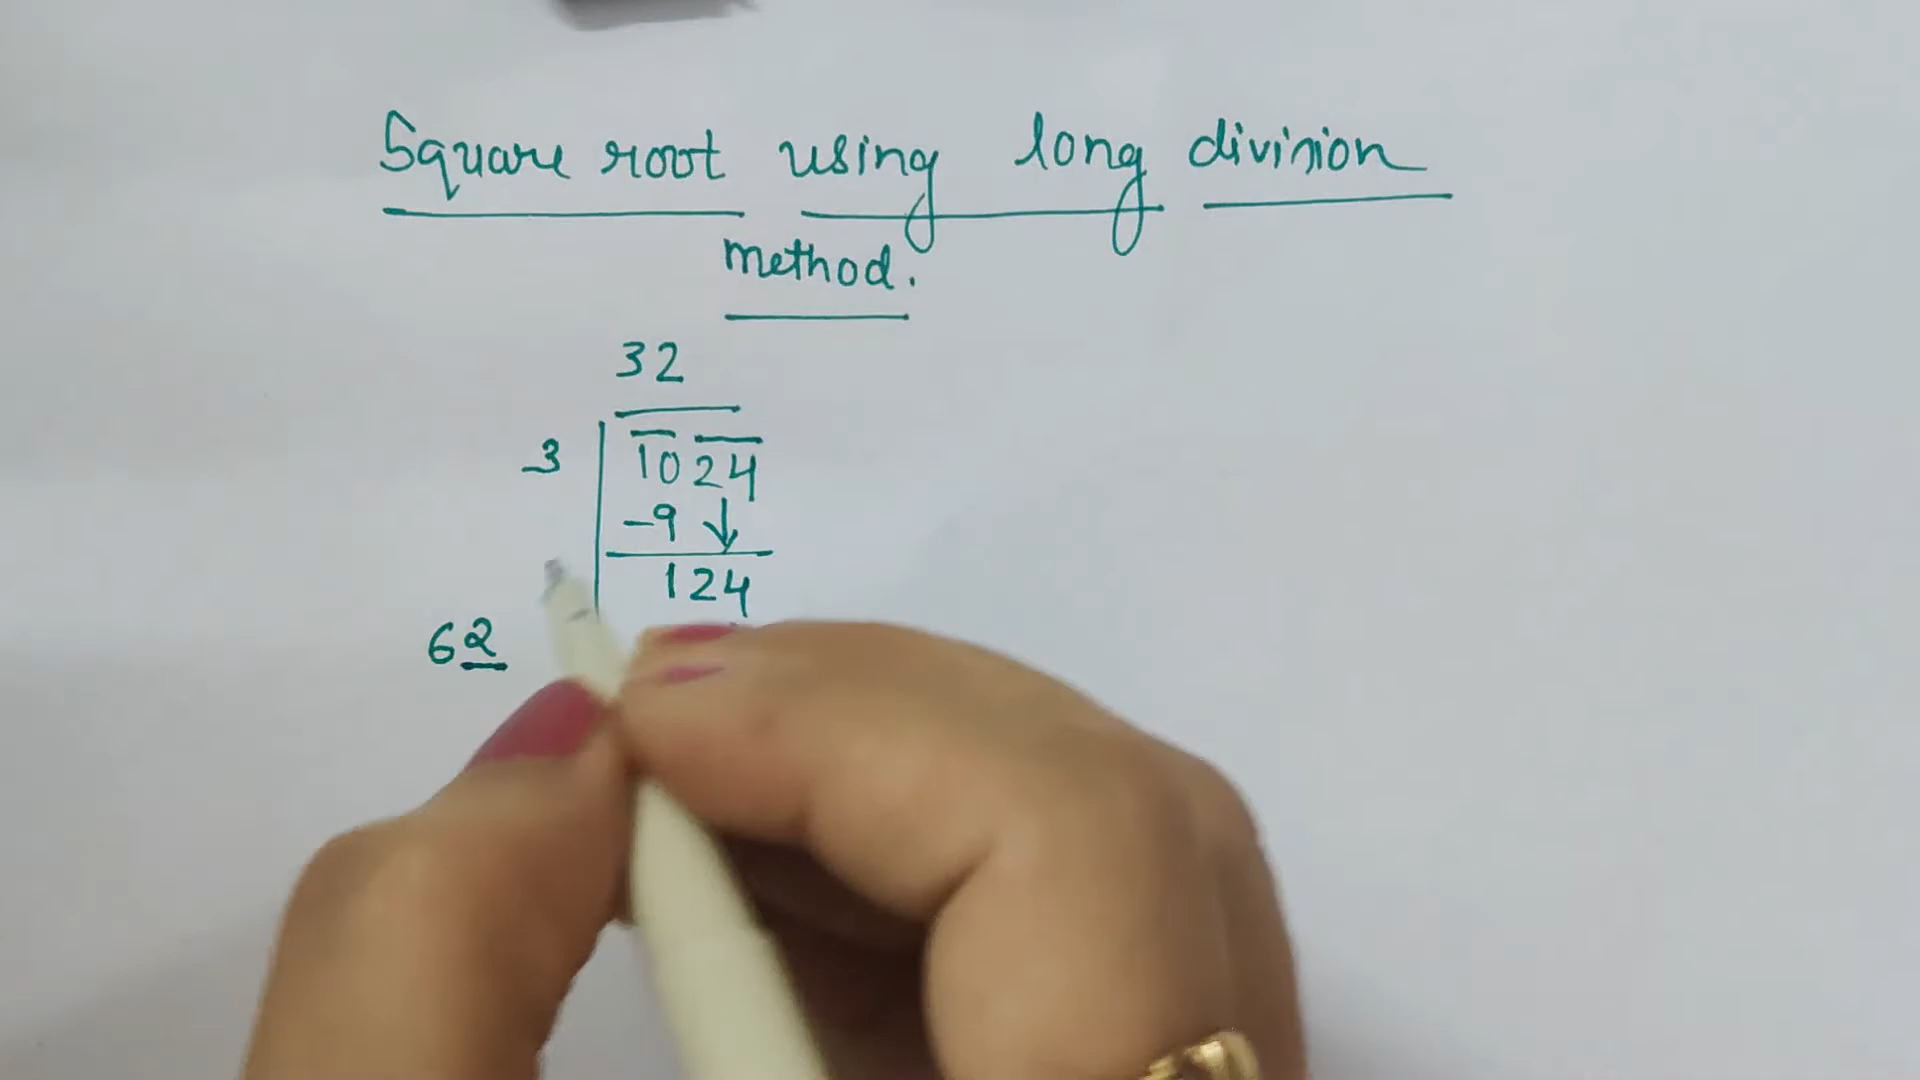 Square root using long division
method.
32
3 1024
-9 ↓
124
62